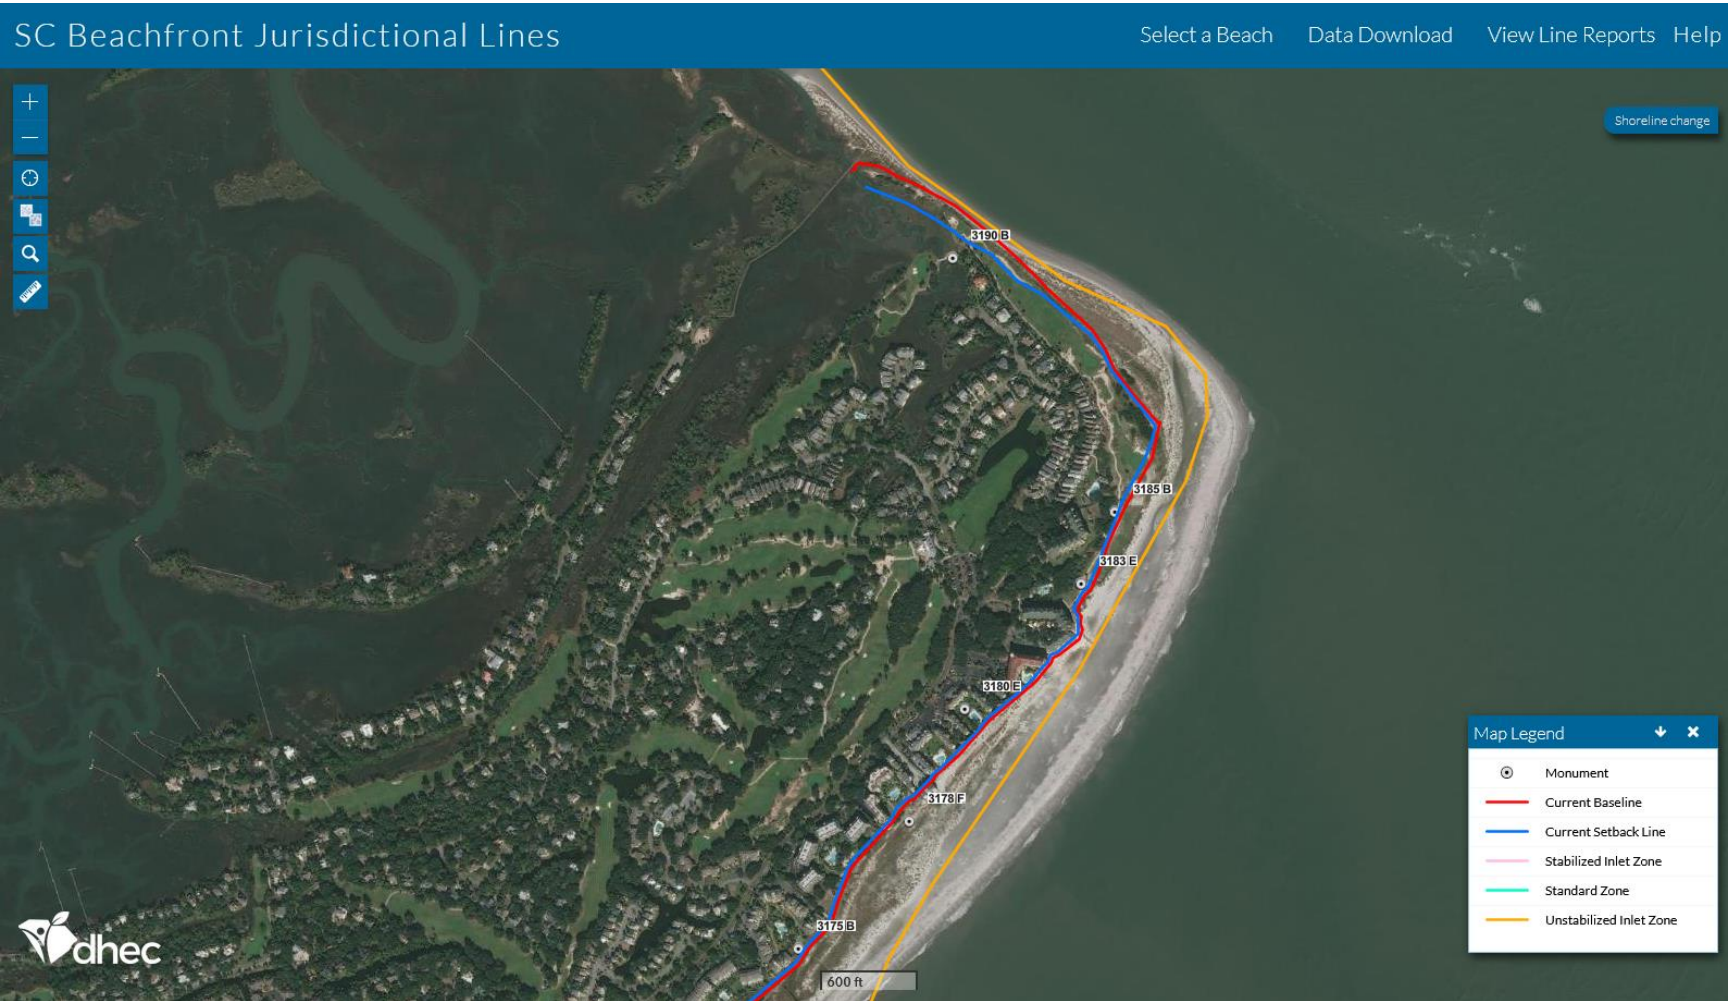 SC Beachfront Jurisdictional Lines
Select a Beach Data Download View Line Reports Help
Shoreline change
3190 B
3185 B
3183 E
3180 E
3178 F
3175 B
Map Legend
Monument
Current Baseline
Current Setback Line
Stabilized Inlet Zone
Standard Zone
Unstabilized Inlet Zone
dhec
600 ft